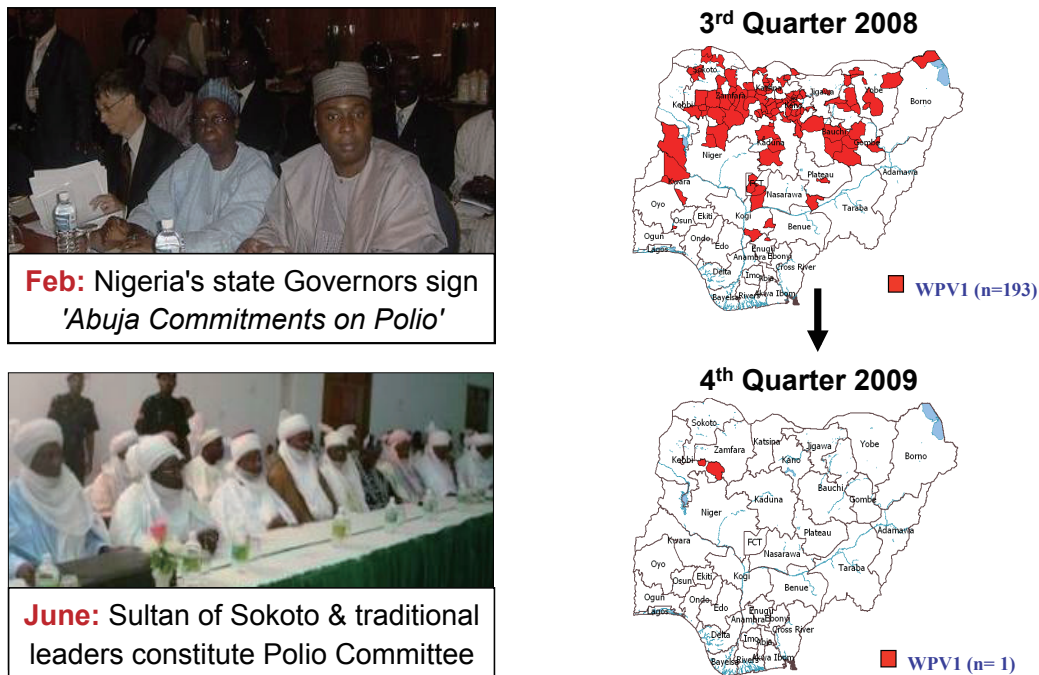 Feb: Nigeria's state Governors sign
'Abuja Commitments on Polio'
June: Sultan of Sokoto & traditional
leaders constitute Polio Committee
3rd Quarter 2008
Sokoto
Katsina
Jigawa
Yobe
Borno
Kebbi
Zamfara
Kano
Bauchi
Gombe
Kaduna
Niger
Adamawa
Plateau
Kwara
FCT
Nasarawa
Taraba
Oyo
Kogi
Benue
Osun
Ekiti
Ogun
Ondo
Edo
Enugu
Lagos
Anambra
Ebonyi
Cross River
Delta
Imo
Abia
Bayelsa
Rivers
Akwa Ibom
WPV1 (n=193)
4th Quarter 2009
Sokoto
Katsina
Jigawa
Yobe
Zamfara
Borno
Kebbi
Kano
Bauchi
Gombe
Kaduna
Niger
Adamawa
Plateau
Kwara
FCT
Nasarawa
Taraba
Oyo
Kogi
Benue
Osun
Ekiti
Ogun
Ondo
Edo
Enugu
Lagos
Anambra
Ebonyi
Cross River
Delta
Imo
Abia
Bayelsa
Rivers
Akwa Ibom
WPV1 (n= 1)